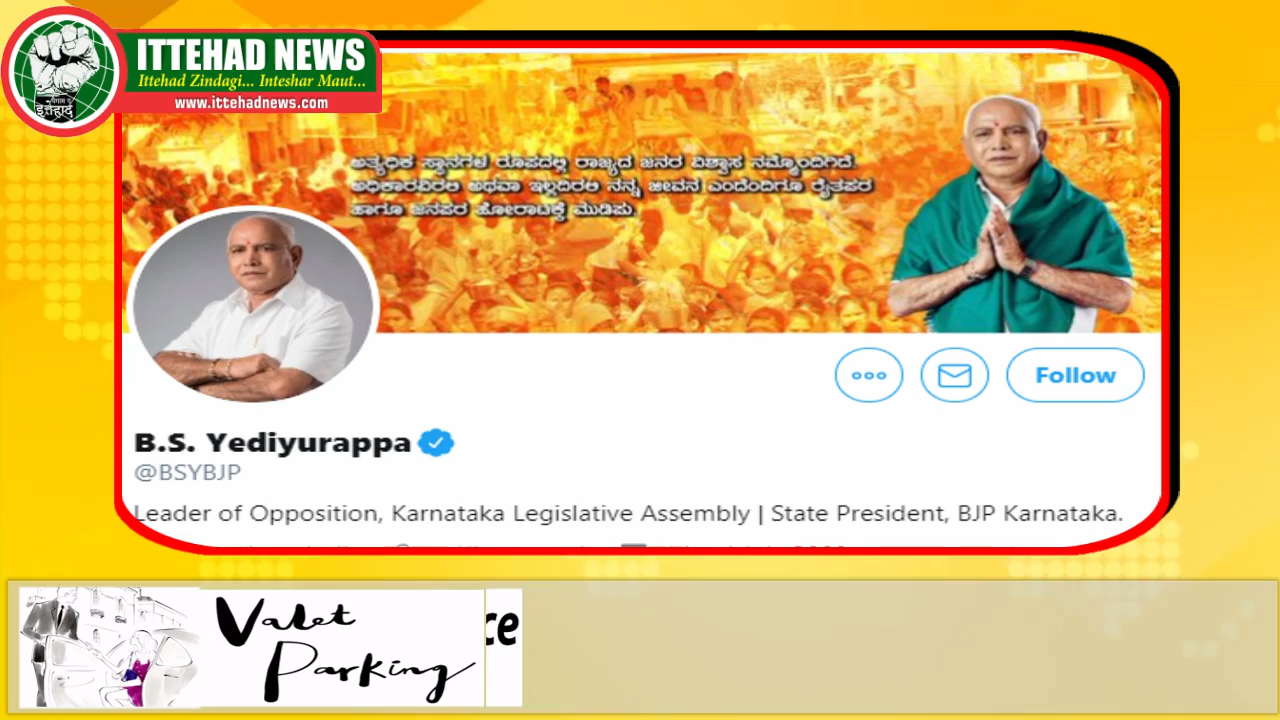 ITTEHAD NEWS
Ittehad Zindagi... Inteshar Maut...
www.ittehadnews.com
पैगाम ए
इत्तेहाद
ಅತ್ಯಧಿಕ ಸ್ಥಾನಗಳ ರೂಪದಲ್ಲಿ ರಾಜ್ಯದ ಜನರ ವಿಶ್ವಾಸ ನಮ್ಮೊಂದಿಗಿದೆ.
ಅಧಿಕಾರವಿರಲಿ ಅಥವಾ ಇಲ್ಲದಿರಲಿ ನನ್ನ ಜೀವನ ಎಂದೆಂದಿಗೂ ರೈತಪರ
ಹಾಗೂ ಜನಪರ ಹೋರಾಟಕ್ಕೆ ಮುಡಿಪು.
Follow
B.S. Yediyurappa
@BSYBJP
Leader of Opposition, Karnataka Legislative Assembly | State President, BJP Karnataka.
Valet
Parking
ce